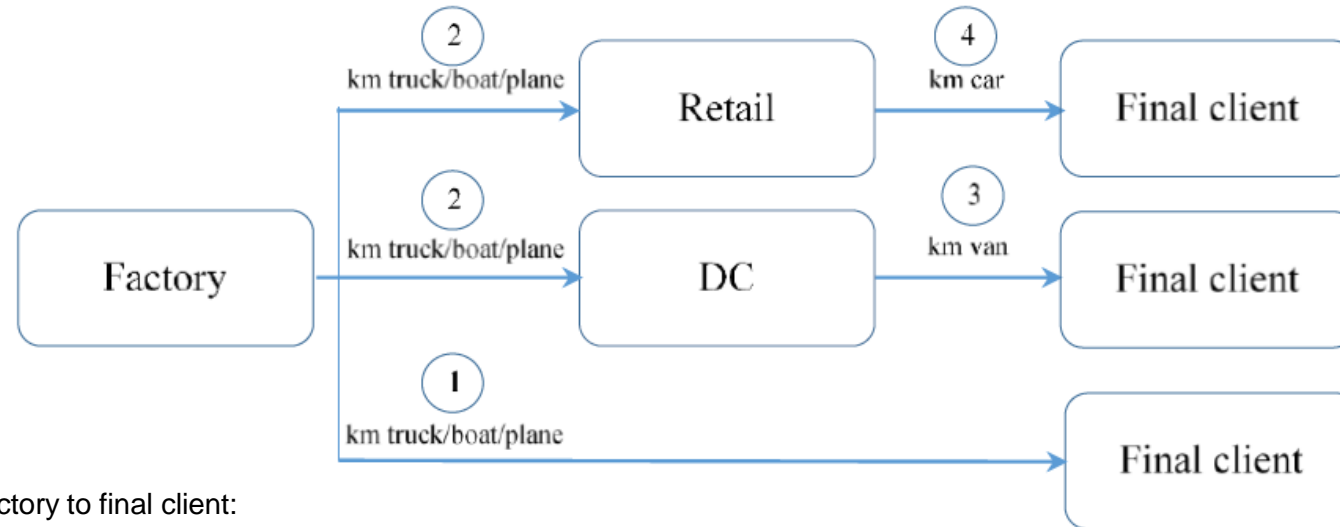 2
4
km truck/boat/plane
km car
Retail
Final client
2
3
km truck/boat/plane
km van
Factory
DC
Final client
1
km truck/boat/plane
Final client
ctory to final client: